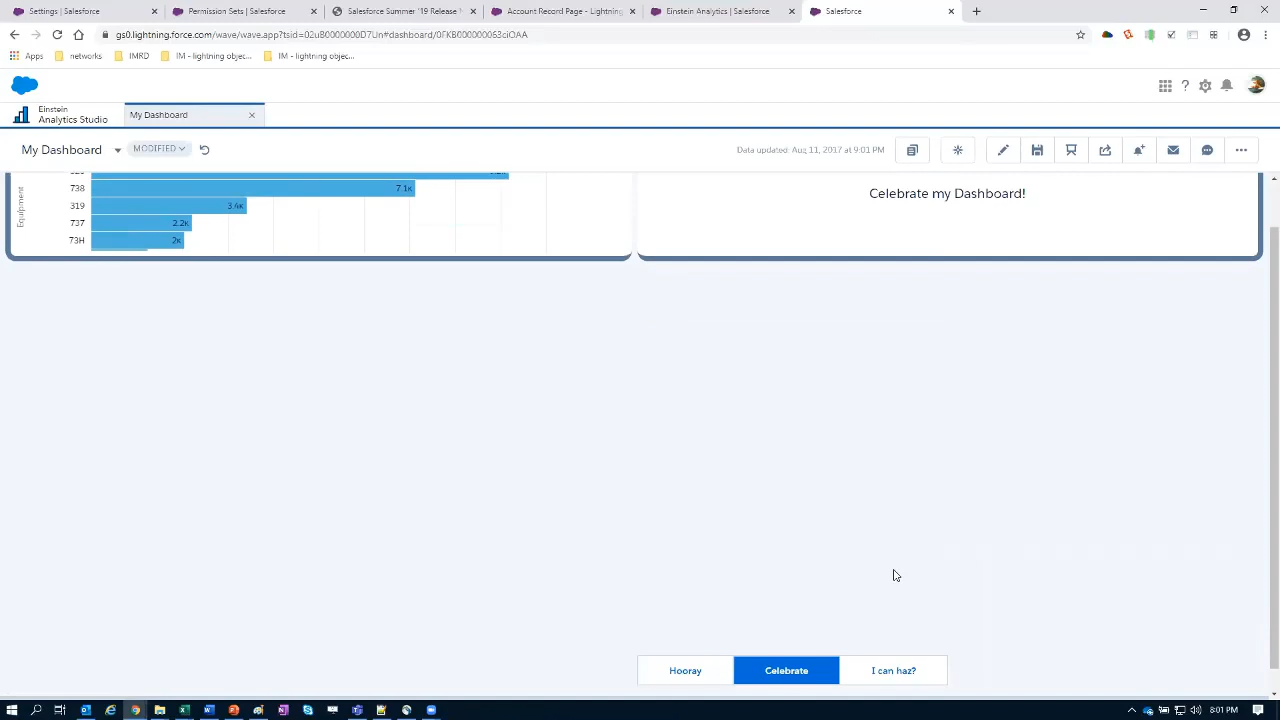 Settings | Salesforce
Permission Sets | Salesforce
Salesforce Summer '19 Release
Account Record Page - Lightning
Einstein Analytics | Salesforce
Salesforce
gs0.lightning.force.com/wave/wave.app?tsid=02uB0000000D7Un#dashboard/0FKB000000063ciOAA
Apps
networks
IMRD
IM - lightning objec...
IM - lightning objec...
Einstein
Analytics Studio
My Dashboard
My Dashboard
MODIFIED
Data updated: Aug 11, 2017 at 9:01 PM
Equipment
738
7.1K
319
3.4K
737
2.2K
73H
2K
Celebrate my Dashboard!
Hooray
Celebrate
I can haz?
8:01 PM